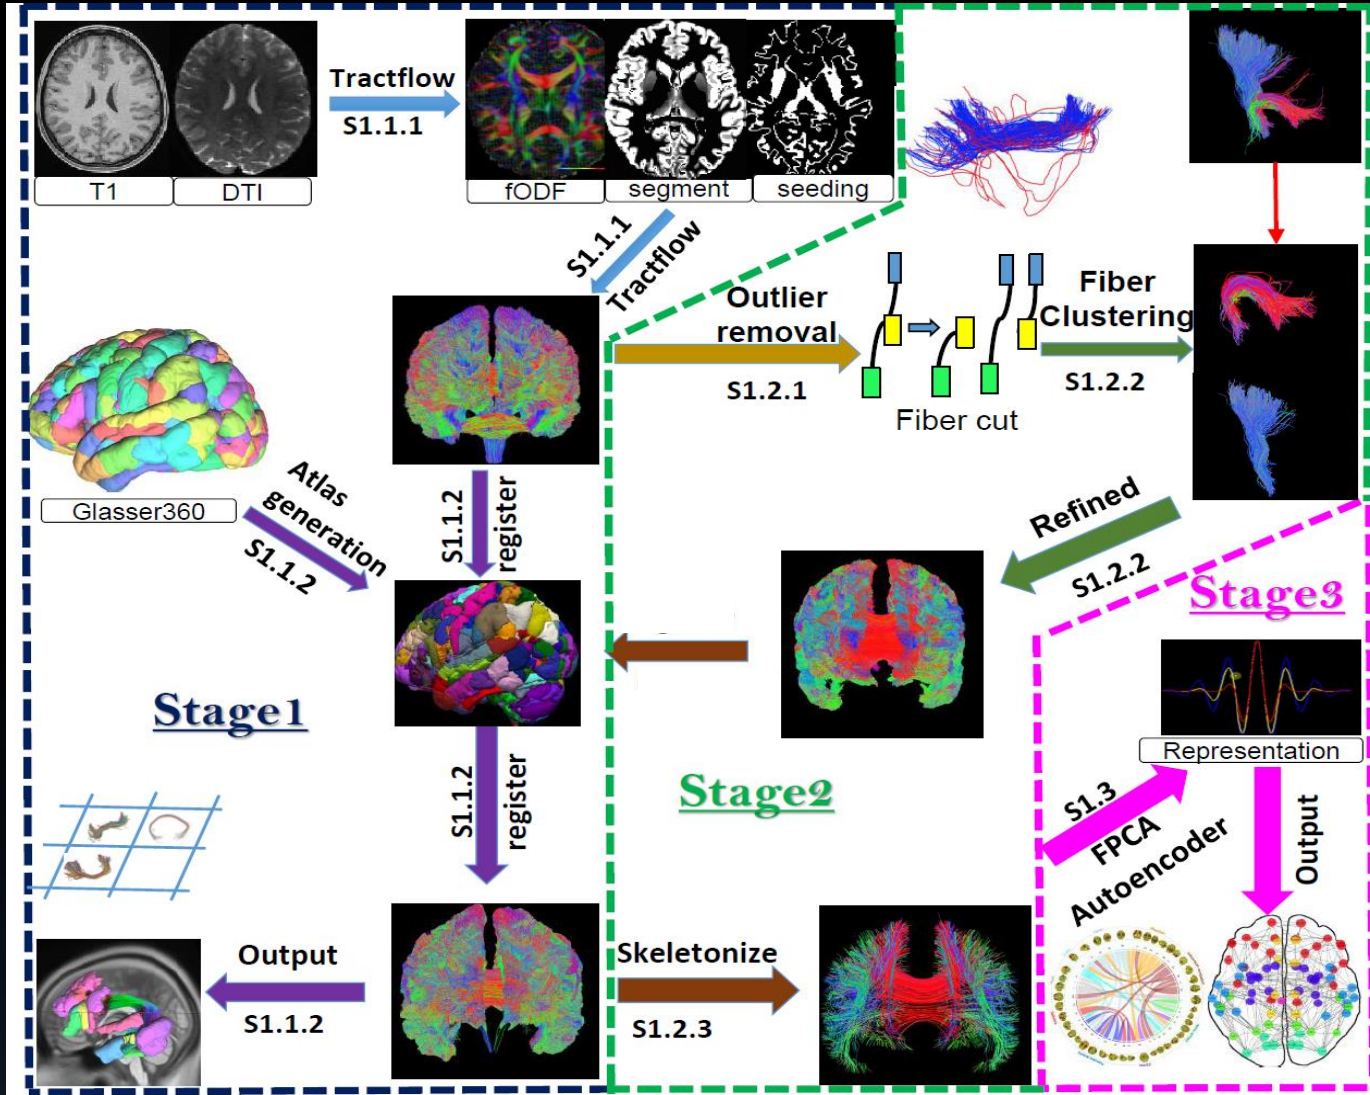 Tractflow
S1.1.1
T1
DTI
fODF
segment
seeding
S1.1.1
Tractflow
Outlier
removal
S1.2.1
Fiber cut
Fiber
Clustering
S1.2.2
Glasser360
Atlas
generation
S1.1.2
S1.1.2
register
Refined
S1.2.2
Stage3
Stage1
Stage2
Representation
S1.1.2
register
S1.3
FPCA
Autoencoder
Output
Output
S1.1.2
Skeletonize
S1.2.3